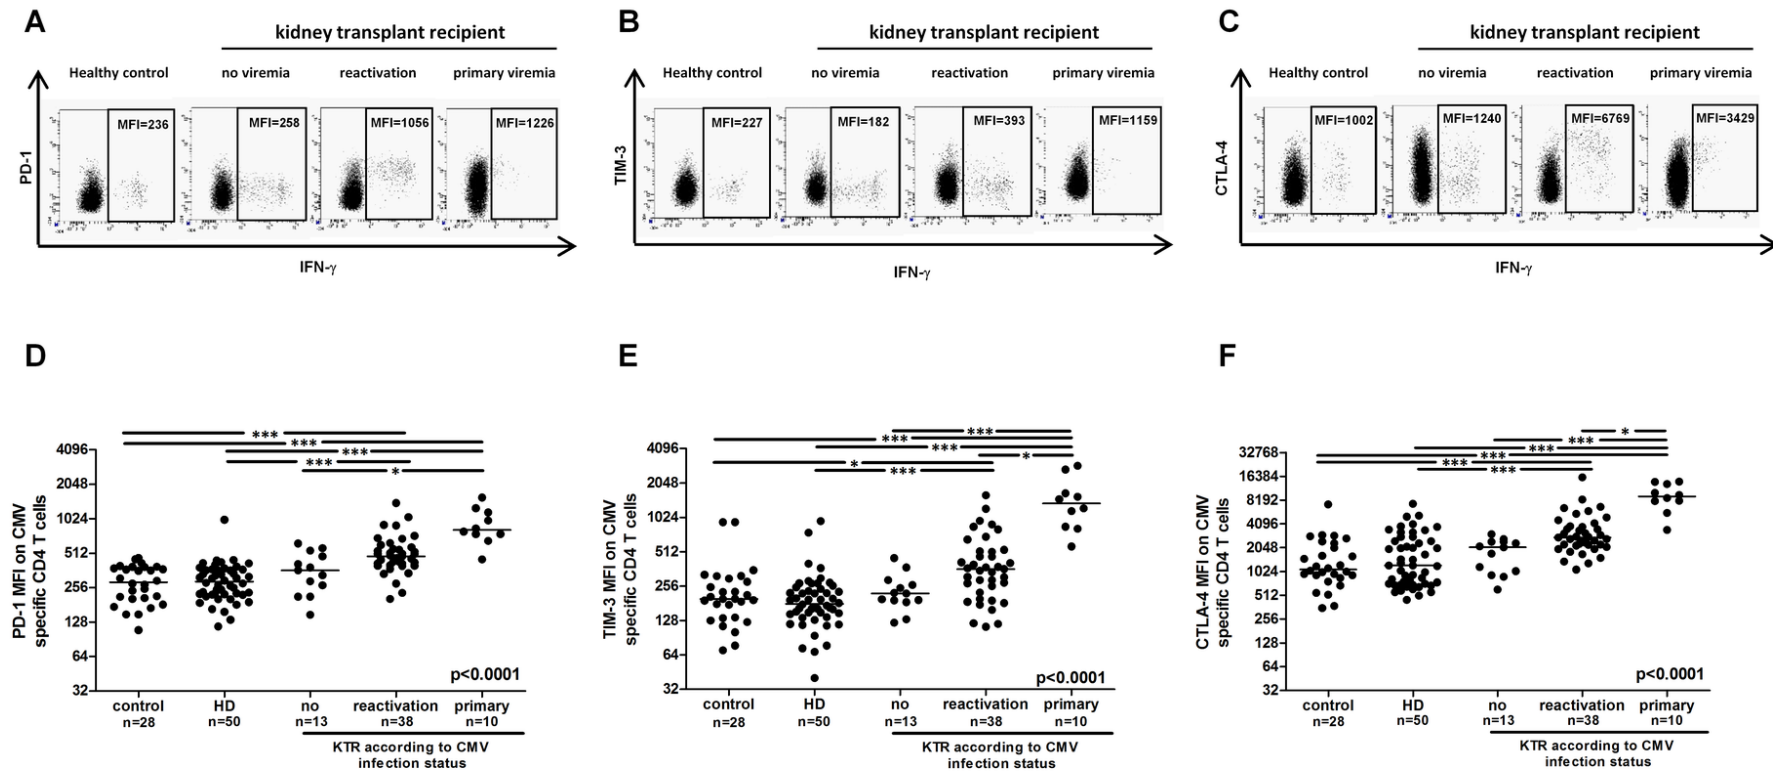 A
kidney transplant recipient
Healthy control no viremia reactivation primary viremia
MFI=236 MFI=258 MFI=1056 MFI=1226
PD-1
IFN-γ
B
kidney transplant recipient
Healthy control no viremia reactivation primary viremia
MFI=227 MFI=182 MFI=393 MFI=1159
TIM-3
IFN-γ
C
kidney transplant recipient
Healthy control no viremia reactivation primary viremia
MFI=1002 MFI=1240 MFI=6769 MFI=3429
CTLA-4
IFN-γ
D
PD-1 MFI on CMV
specific CD4 T cells
4096
2048
1024
512
256
128
64
32
***
***
***
***
*
p<0.0001
control HD no reactivation primary
n=28 n=50 n=13 n=38 n=10
KTR according to CMV
infection status
E
TIM-3 MFI on CMV
specific CD4 T cells
4096
2048
1024
512
256
128
64
32
***
***
***
*
*
***
p<0.0001
control HD no reactivation primary
n=28 n=50 n=13 n=38 n=10
KTR according to CMV
infection status
F
CTLA-4 MFI on CMV
specific CD4 T cells
32768
16384
8192
4096
2048
1024
512
256
128
64
32
*
***
***
***
***
***
p<0.0001
control HD no reactivation primary
n=28 n=50 n=13 n=38 n=10
KTR according to CMV
infection status